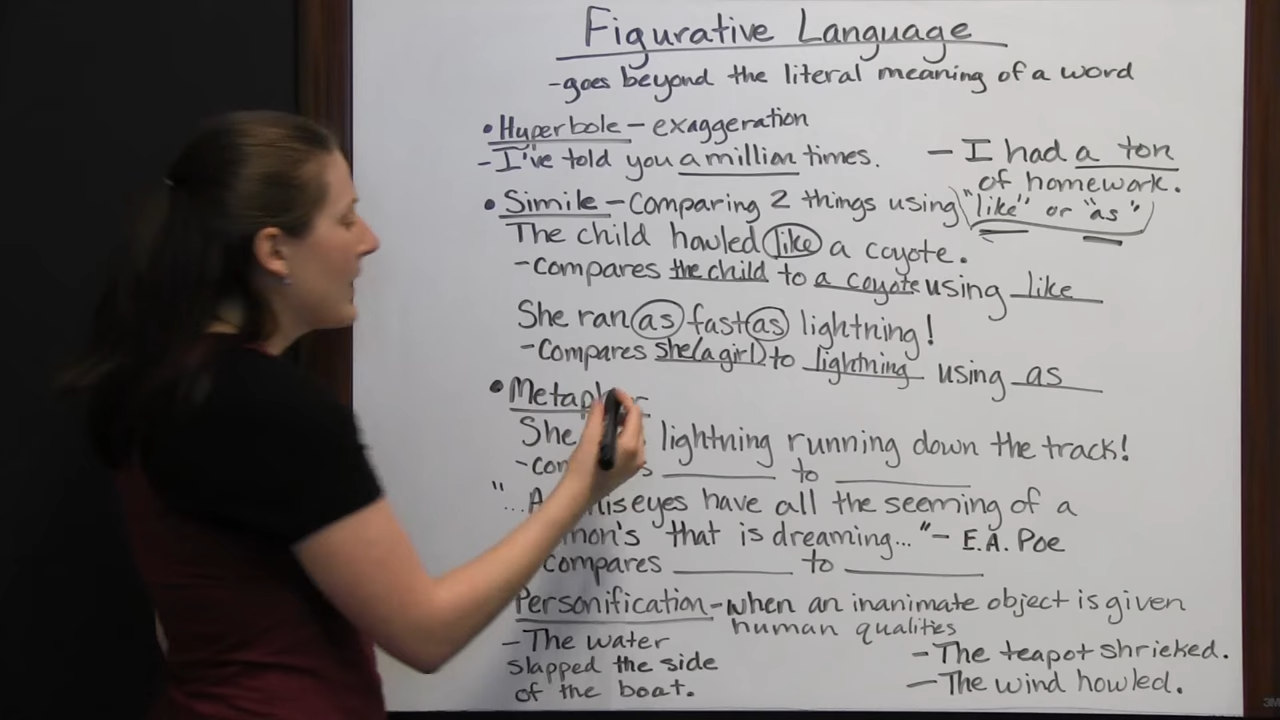 Figurative Language
-goes beyond the literal meaning of a word
•Hyperbole - exaggeration
- I've told you a million times.
- I had a ton
of homework.
•Simile - Comparing 2 things using ("like" or "as")
The child howled like a coyote.
-Compares the child to a coyote using like
She ran as fast as lightning!
-Compares she(a girl) to lightning using as
•Metaph
She lightning running down the track!
to
"... eyes have all the seeming of a
that is dreaming..." - E.A. Poe
compares ______ to ______
Personification - when an inanimate object is given
human qualities
- The water
slapped the side
of the boat.
- The teapot shrieked.
- The wind howled.
3M